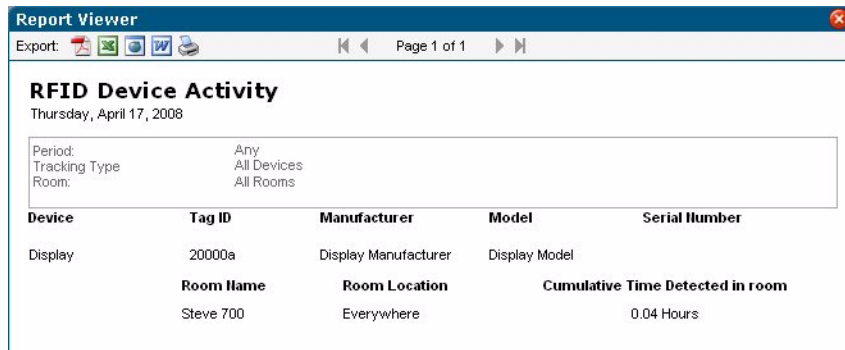 Report Viewer
Export: Page 1 of 1
RFID Device Activity
Thursday, April 17, 2008
Period: Any
Tracking Type All Devices
Room: All Rooms
Device Tag ID Manufacturer Model Serial Number
Display 20000a Display Manufacturer Display Model
Room Name Room Location Cumulative Time Detected in room
Steve 700 Everywhere 0.04 Hours